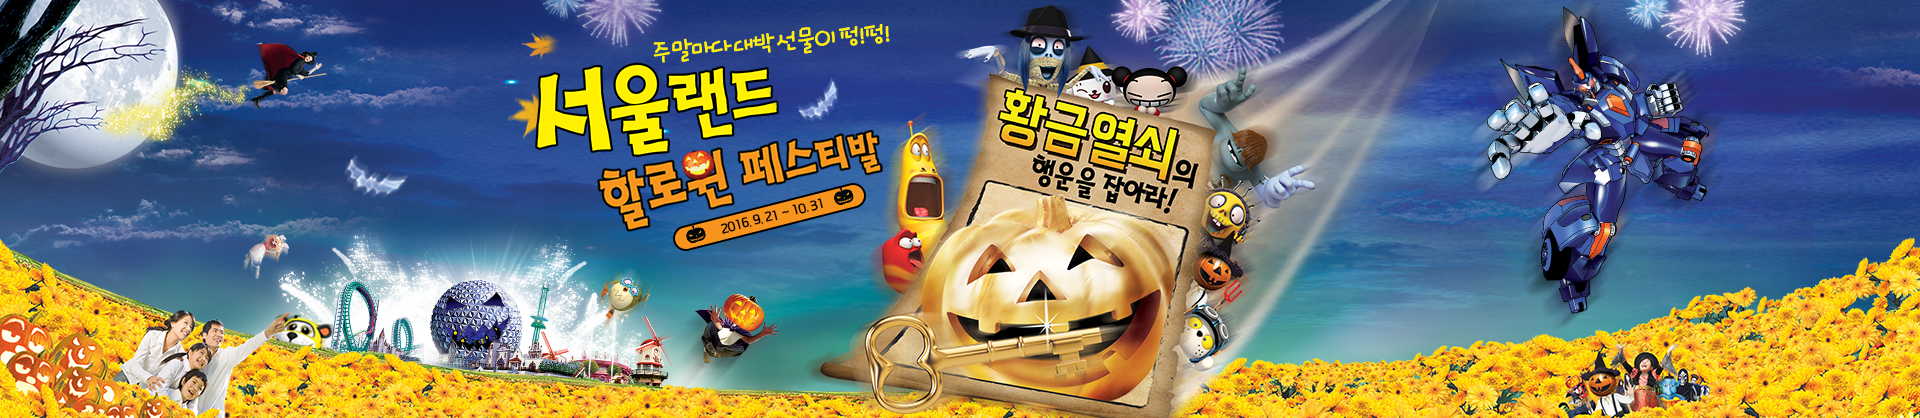 주말마다 대박 선물이 펑!펑!
서울랜드
할로윈 페스티발
2016. 9. 21 ~ 10.31
황금열쇠의
행운을 잡아라!